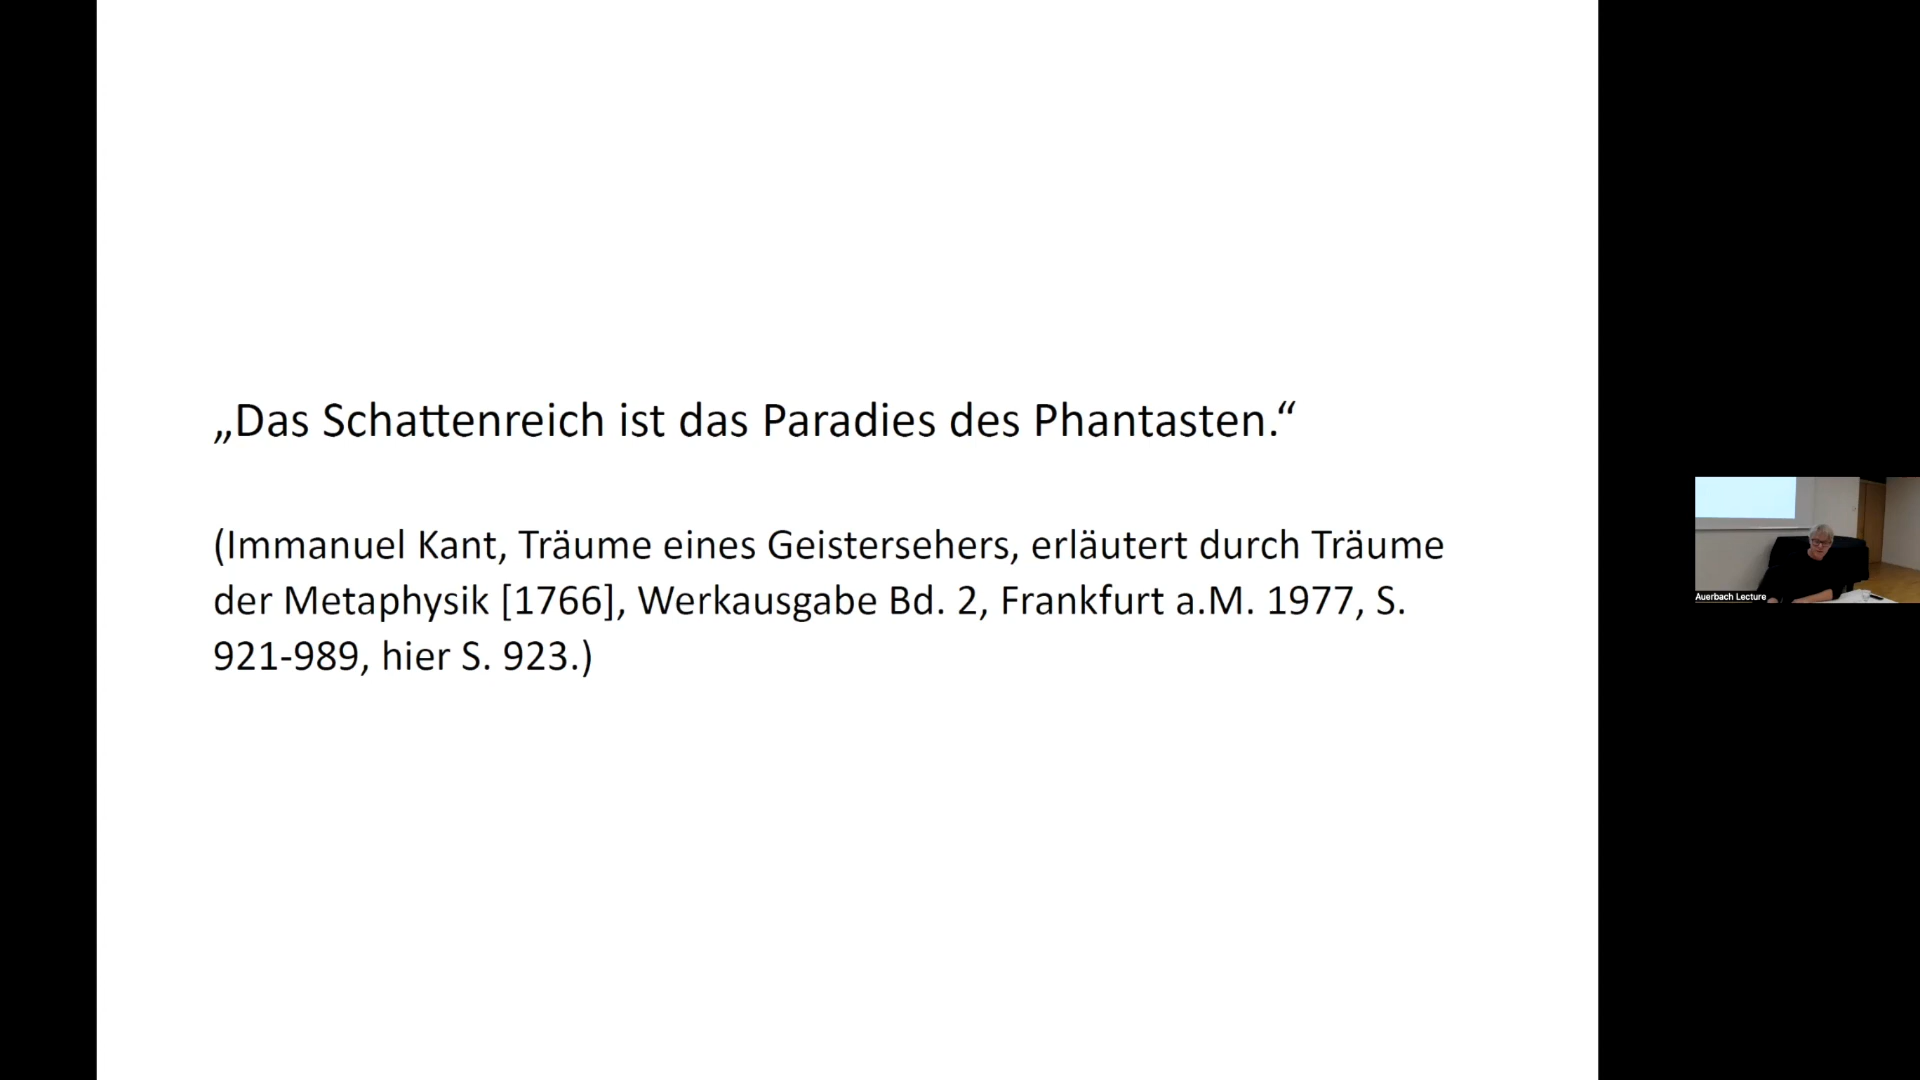 „Das Schattenreich ist das Paradies des Phantasten.“
(Immanuel Kant, Träume eines Geistersehers, erläutert durch Träume
der Metaphysik [1766], Werkausgabe Bd. 2, Frankfurt a.M. 1977, S.
921-989, hier S. 923.)
Auerbach Lecture